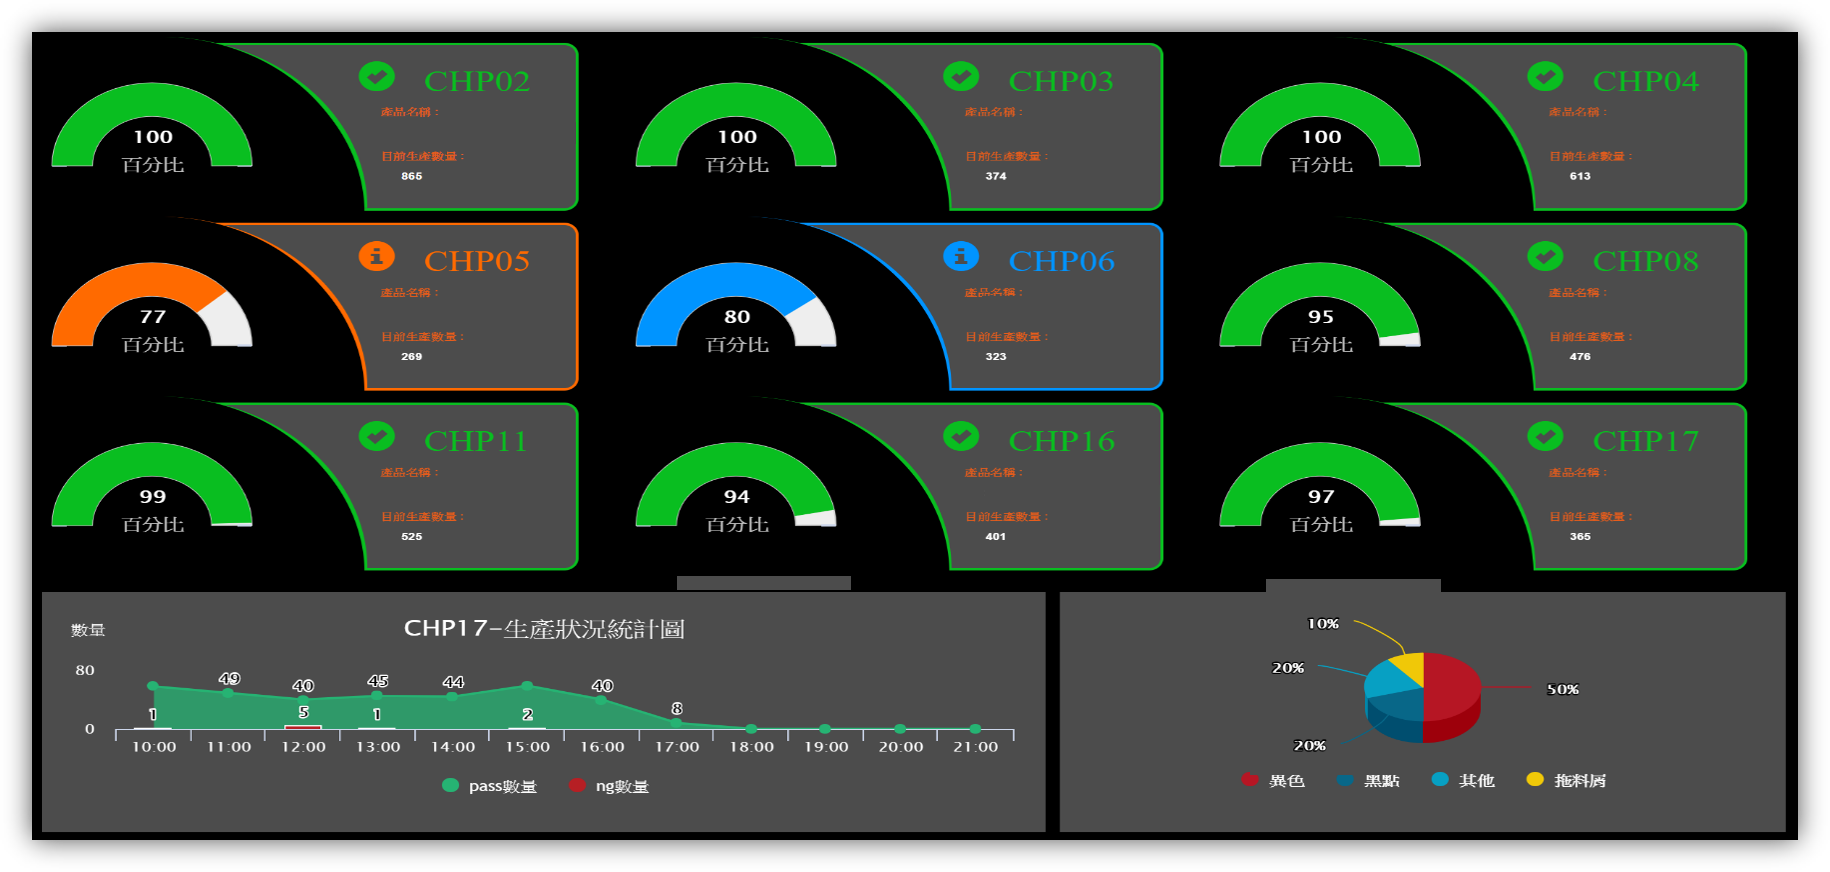 CHP02
產品名稱：
100
百分比
目前生產數量：
865
CHP03
產品名稱：
100
百分比
目前生產數量：
374
CHP04
產品名稱：
100
百分比
目前生產數量：
613
CHP05
產品名稱：
77
百分比
目前生產數量：
269
CHP06
產品名稱：
80
百分比
目前生產數量：
323
CHP08
產品名稱：
95
百分比
目前生產數量：
476
CHP11
產品名稱：
99
百分比
目前生產數量：
525
CHP16
產品名稱：
94
百分比
目前生產數量：
401
CHP17
產品名稱：
97
百分比
目前生產數量：
365
CHP17-生產狀況統計圖
數量
80
49 40 45 44 40 8
1 5 1 2
0
10:00 11:00 12:00 13:00 14:00 15:00 16:00 17:00 18:00 19:00 20:00 21:00
pass數量 ng數量
10%
20%
50%
20%
異色 黑點 其他 拖料屑